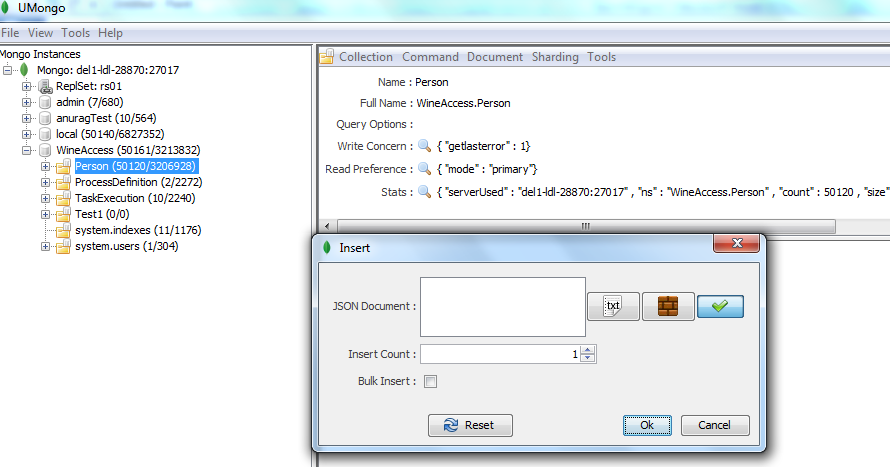 UMongo
File View Tools Help
Mongo Instances
Mongo: del1-ldl-28870:27017
ReplSet: rs01
admin (7/680)
anuragTest (10/564)
local (50140/6827352)
WineAccess (50161/3213832)
Person (50120/3206928)
ProcessDefinition (2/2272)
TaskExecution (10/2240)
Test1 (0/0)
system.indexes (11/1176)
system.users (1/304)
Collection Command Document Sharding Tools
Name : Person
Full Name : WineAccess.Person
Query Options :
Write Concern : { "getlasterror" : 1}
Read Preference : { "mode" : "primary"}
Stats : { "serverUsed" : "del1-ldl-28870:27017" , "ns" : "WineAccess.Person" , "count" : 50120 , "size"
Insert
JSON Document :
txt
Insert Count : 1
Bulk Insert :
Reset Ok Cancel